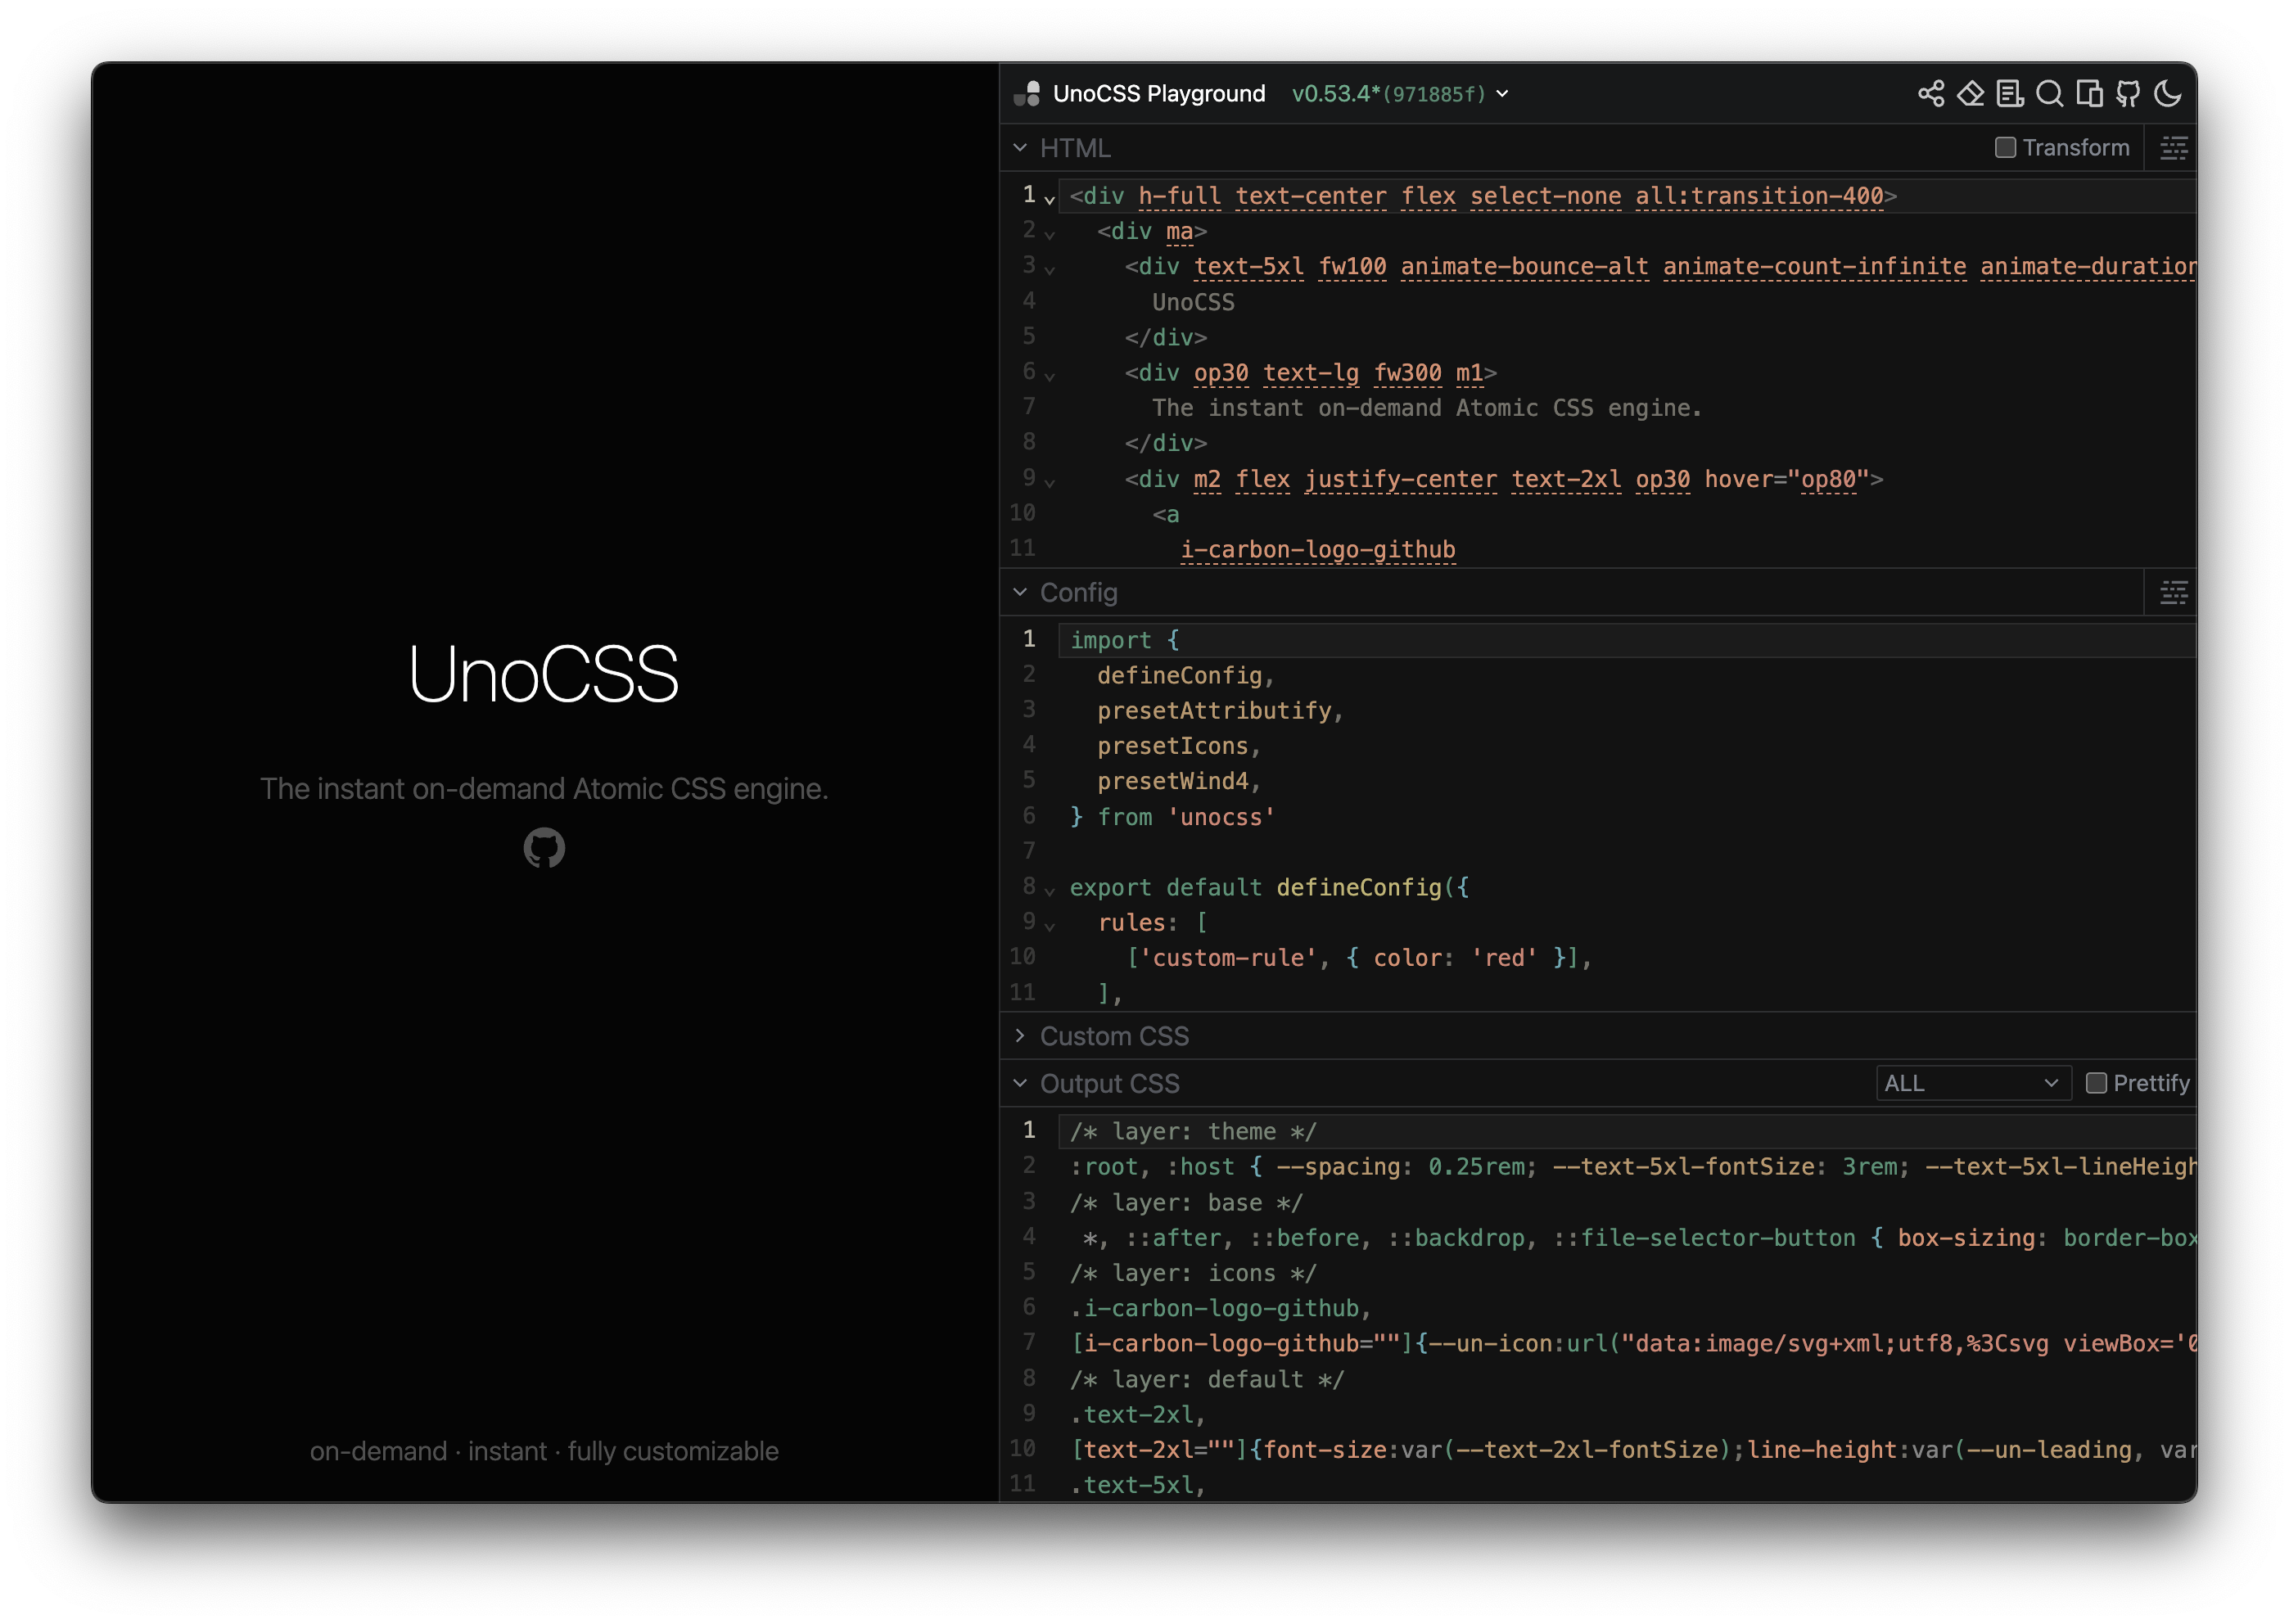 UnoCSS
The instant on-demand Atomic CSS engine.
on-demand · instant · fully customizable
UnoCSS Playground v0.53.4*(971885f)
HTML Transform
1 <div h-full text-center flex select-none all:transition-400>
2 <div ma>
3 <div text-5xl fw100 animate-bounce-alt animate-count-infinite animate-duration
4 UnoCSS
5 </div>
6 <div op30 text-lg fw300 m1>
7 The instant on-demand Atomic CSS engine.
8 </div>
9 <div m2 flex justify-center text-2xl op30 hover="op80">
10 <a
11 i-carbon-logo-github
Config
1 import {
2 defineConfig,
3 presetAttributify,
4 presetIcons,
5 presetWind4,
6 } from 'unocss'
7
8 export default defineConfig({
9 rules: [
10 ['custom-rule', { color: 'red' }],
11 ],
Custom CSS
Output CSS ALL Prettify
1 /* layer: theme */
2 :root, :host { --spacing: 0.25rem; --text-5xl-fontSize: 3rem; --text-5xl-lineHeigh
3 /* layer: base */
4 *, ::after, ::before, ::backdrop, ::file-selector-button { box-sizing: border-box
5 /* layer: icons */
6 .i-carbon-logo-github,
7 [i-carbon-logo-github=""]{--un-icon:url("data:image/svg+xml;utf8,%3Csvg viewBox='0
8 /* layer: default */
9 .text-2xl,
10 [text-2xl=""]{font-size:var(--text-2xl-fontSize);line-height:var(--un-leading, var
11 .text-5xl,